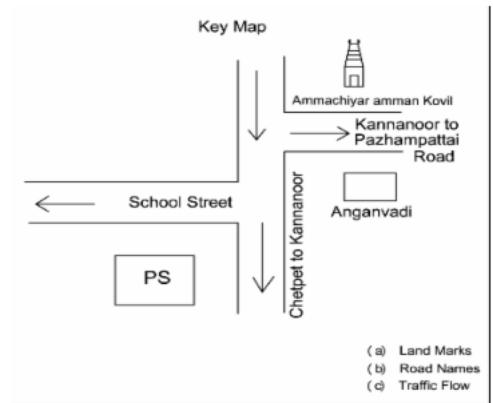 Key Map
Ammachiyar amman Kovil
Kannanoor to
Pazhampattai
Road
School Street
Anganvadi
Chetpet to Kannanoor
PS
(a) Land Marks
(b) Road Names
(c) Traffic Flow